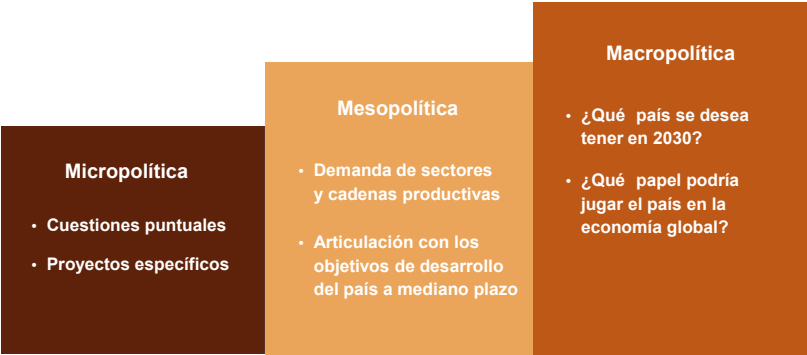 Micropolítica
• Cuestiones puntuales
• Proyectos específicos
Mesopolítica
• Demanda de sectores
y cadenas productivas
• Articulación con los
objetivos de desarrollo
del país a mediano plazo
Macropolítica
• ¿Qué país se desea
tener en 2030?
• ¿Qué papel podría
jugar el país en la
economía global?